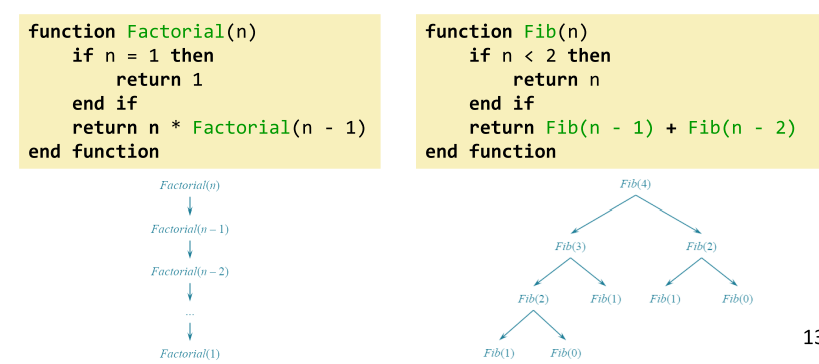 function Factorial(n)
if n = 1 then
return 1
end if
return n * Factorial(n - 1)
end function
Factorial(n)
Factorial(n – 1)
Factorial(n – 2)
...
Factorial(1)
function Fib(n)
if n < 2 then
return n
end if
return Fib(n - 1) + Fib(n - 2)
end function
Fib(4)
Fib(3) Fib(2)
Fib(2) Fib(1) Fib(1) Fib(0)
Fib(1) Fib(0)